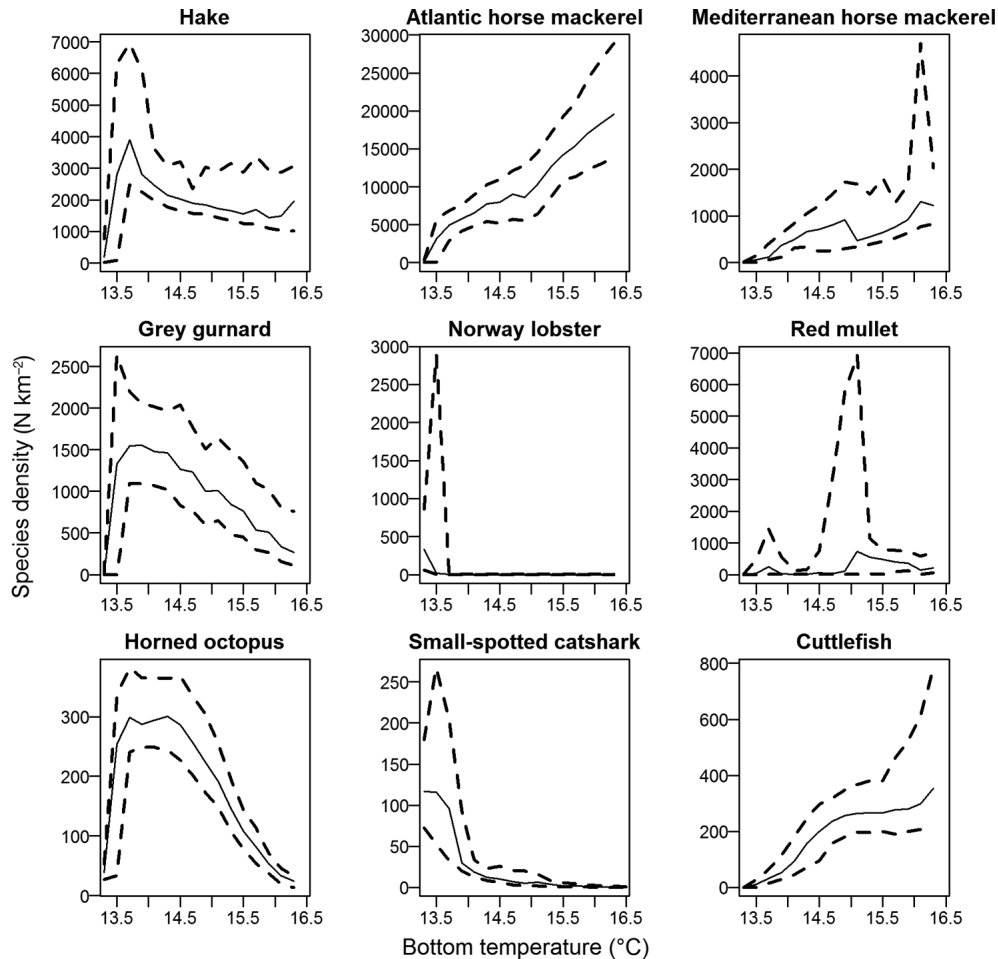 Hake
Atlantic horse mackerel
Mediterranean horse mackerel
7000
6000
5000
4000
3000
2000
1000
0
13.5 14.5 15.5 16.5
30000
25000
20000
15000
10000
5000
0
13.5 14.5 15.5 16.5
4000
3000
2000
1000
0
13.5 14.5 15.5 16.5
Species density (N km⁻²)
Grey gurnard
Norway lobster
Red mullet
2500
2000
1500
1000
500
0
13.5 14.5 15.5 16.5
3000
2500
2000
1500
1000
500
0
13.5 14.5 15.5 16.5
7000
6000
5000
4000
3000
2000
1000
0
13.5 14.5 15.5 16.5
Horned octopus
Small-spotted catshark
Cuttlefish
300
200
100
0
13.5 14.5 15.5 16.5
250
200
150
100
50
0
13.5 14.5 15.5 16.5
800
600
400
200
0
13.5 14.5 15.5 16.5
Bottom temperature (°C)